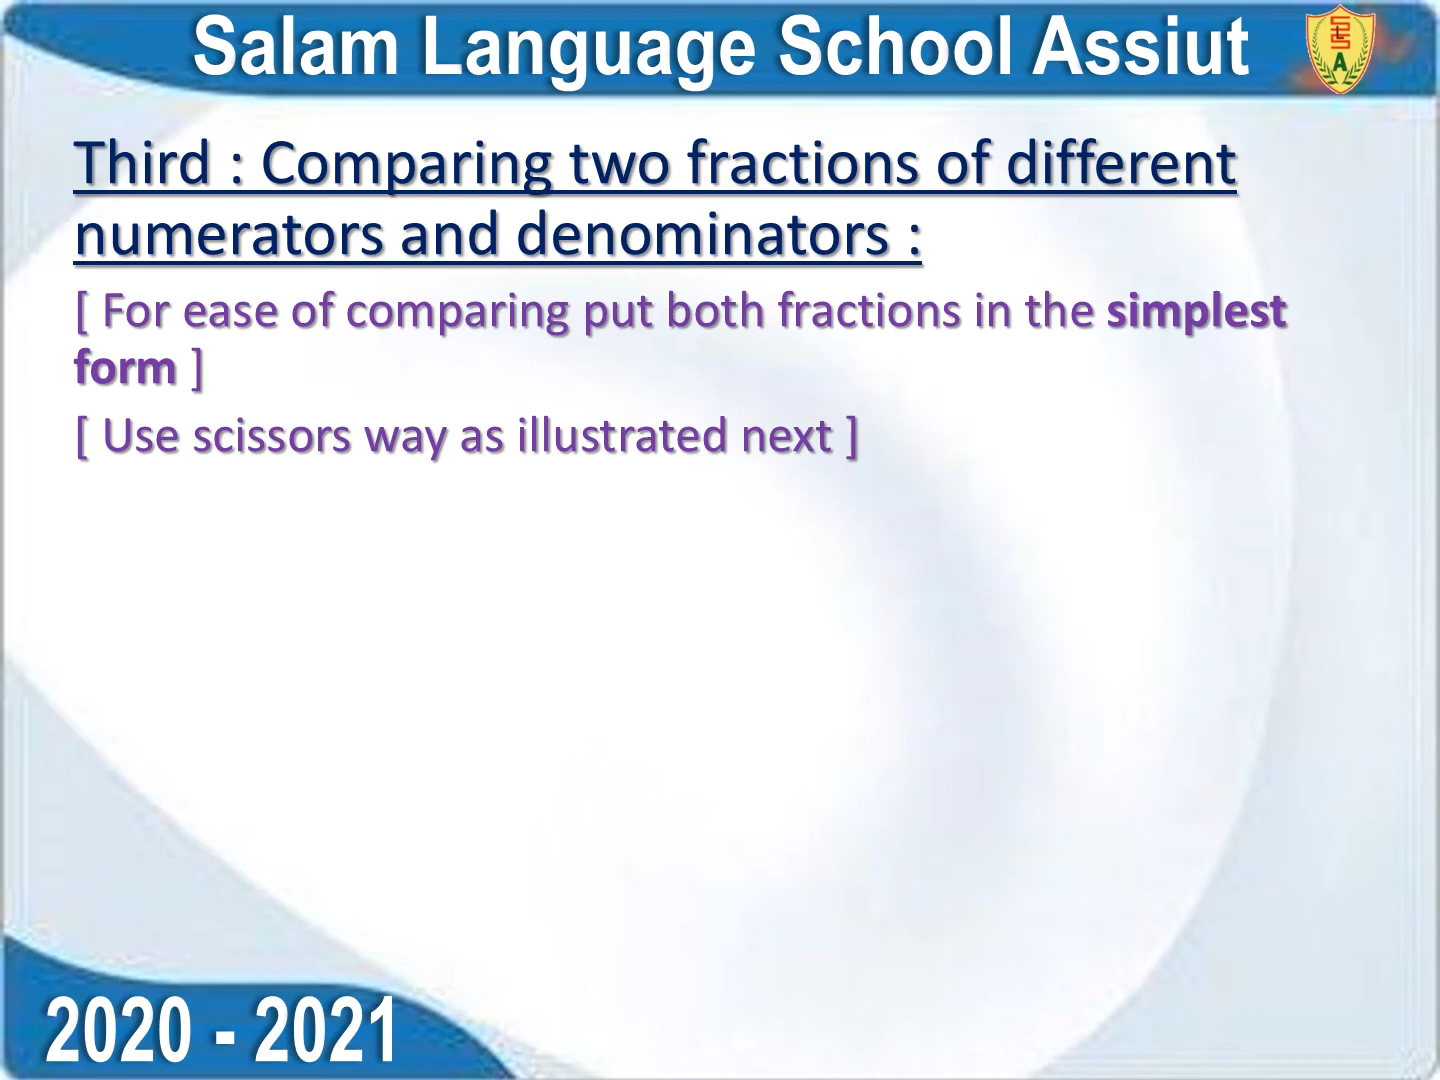 Salam Language School Assiut
Third : Comparing two fractions of different
numerators and denominators :
[ For ease of comparing put both fractions in the simplest
form ]
[ Use scissors way as illustrated next ]
2020 - 2021